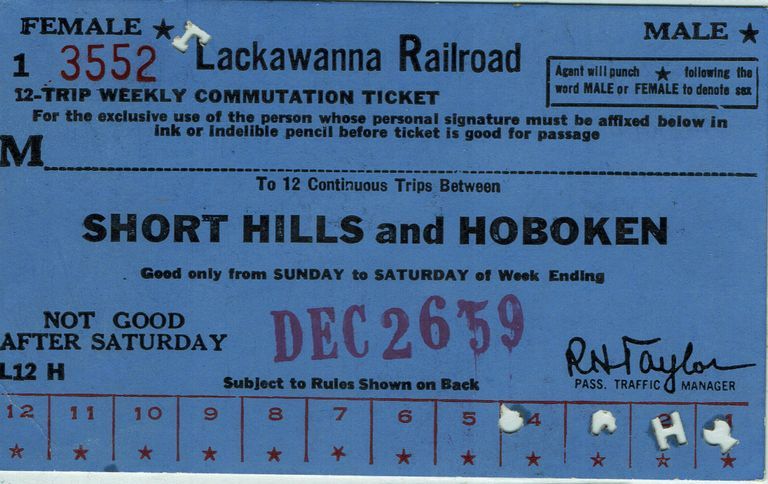 FEMALE ★ MALE ★
1 3552 Lackawanna Railroad
Agent will punch ★ following the
word MALE or FEMALE to denote sex
12-TRIP WEEKLY COMMUTATION TICKET
For the exclusive use of the person whose personal signature must be affixed below in
ink or indelible pencil before ticket is good for passage
M
To 12 Continuous Trips Between
SHORT HILLS and HOBOKEN
Good only from SUNDAY to SATURDAY of Week Ending
NOT GOOD
AFTER SATURDAY
DEC 26 '59
L12 H
Subject to Rules Shown on Back
RH Taylor
PASS. TRAFFIC MANAGER
12 11 10 9 8 7 6 5 4 2 1
★ ★ ★ ★ ★ ★ ★ ★ ★ ★ ★ ★